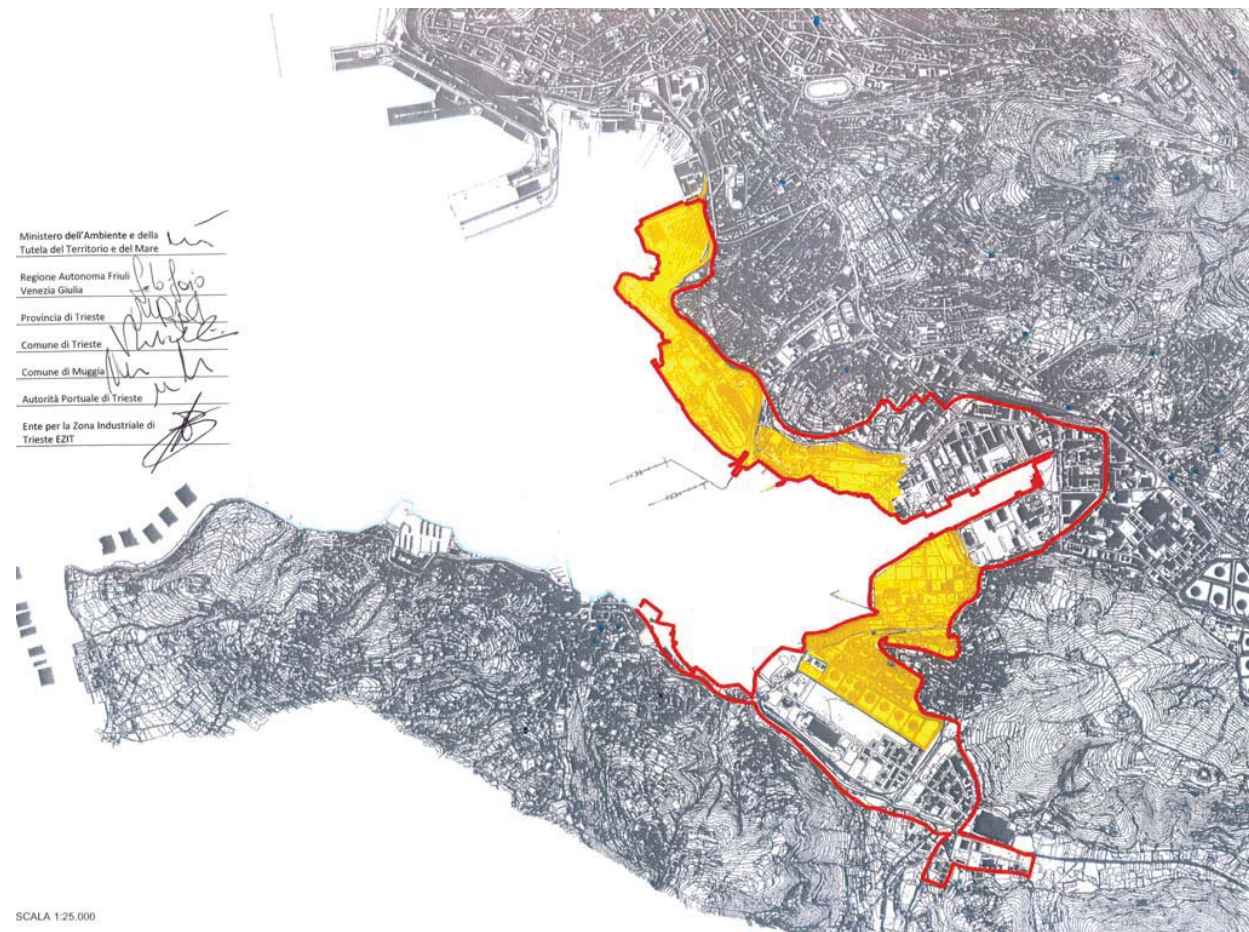 Ministero dell'Ambiente e della
Tutela del Territorio e del Mare
Regione Autonoma Friuli
Venezia Giulia
Provincia di Trieste
Comune di Trieste
Comune di Muggia
Autorità Portuale di Trieste
Ente per la Zona Industriale di
Trieste EZIT
SCALA 1:25.000